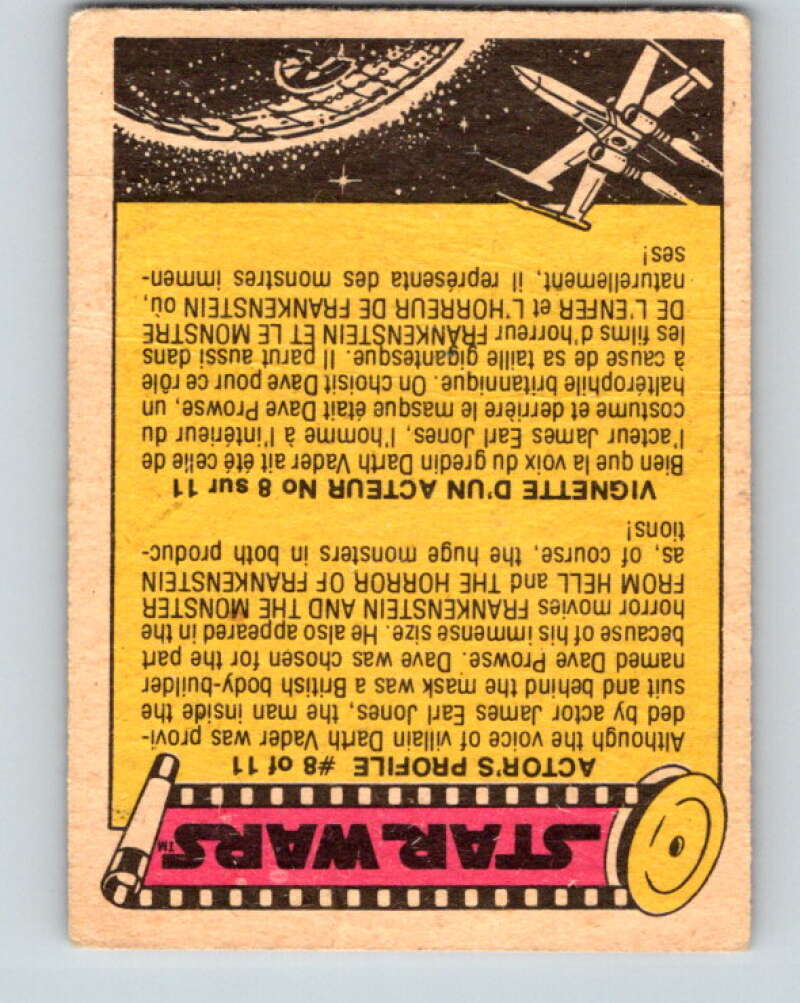 STAR WARS™
ACTOR'S PROFILE #8 of 11
Although the voice of villain Darth Vader was provi-
ded by actor James Earl Jones, the man inside the
suit and behind the mask was a British body-builder
named Dave Prowse. Dave was chosen for the part
because of his immense size. He also appeared in the
horror movies FRANKENSTEIN AND THE MONSTER
FROM HELL and THE HORROR OF FRANKENSTEIN
as, of course, the huge monsters in both produc-
tions!
VIGNETTE D'UN ACTEUR No 8 sur 11
Bien que la voix du gredin Darth Vader ait été celle de
l'acteur James Earl Jones, l'homme à l'intérieur du
costume et derrière le masque était Dave Prowse, un
haltérophile britannique. On choisit Dave pour ce rôle
à cause de sa taille gigantesque. Il parut aussi dans
les films d'horreur FRANKENSTEIN ET LE MONSTRE
DE L'ENFER et L'HORREUR DE FRANKENSTEIN où,
naturellement, il représenta des monstres immen-
ses!